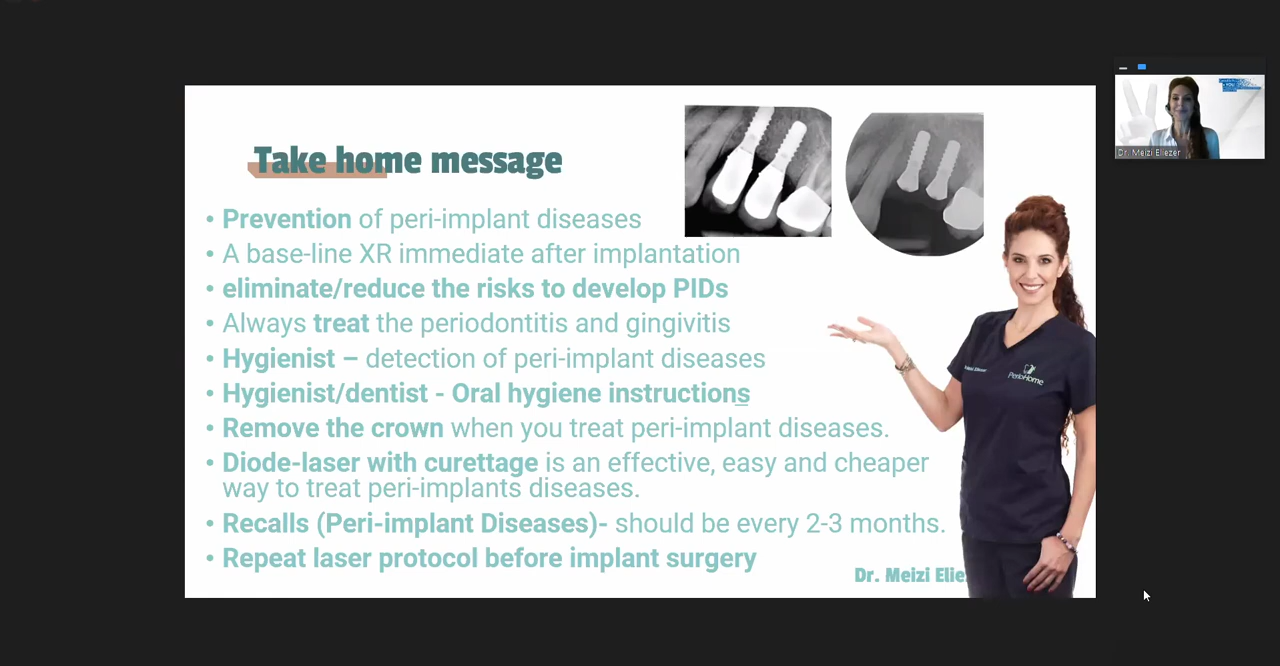 Take home message
• Prevention of peri-implant diseases
• A base-line XR immediate after implantation
• eliminate/reduce the risks to develop PIDs
• Always treat the periodontitis and gingivitis
• Hygienist – detection of peri-implant diseases
• Hygienist/dentist - Oral hygiene instructions
• Remove the crown when you treat peri-implant diseases.
• Diode-laser with curettage is an effective, easy and cheaper
way to treat peri-implants diseases.
• Recalls (Peri-implant Diseases)- should be every 2-3 months.
• Repeat laser protocol before implant surgery
Dr. Meizi Elie
PerioHome
Dr. Meizi Eliezer